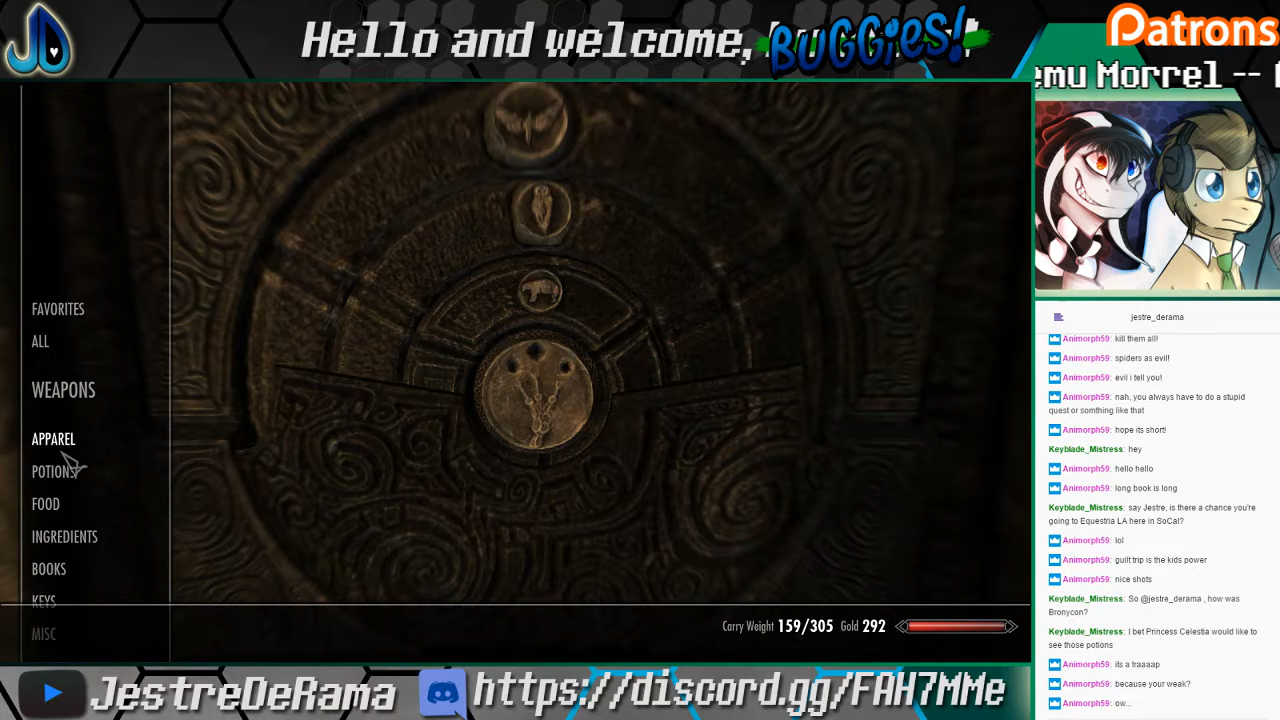 Hello and welcome, BUGGiES!
Patrons
emu Morrel --
FAVORITES
ALL
WEAPONS
APPAREL
POTIONS
FOOD
INGREDIENTS
BOOKS
KEYS
MISC
Carry Weight 159/305 Gold 292
jestre_derama
Animorph59: kill them all!
Animorph59: spiders as evil!
Animorph59: evil i tell you!
Animorph59: nah, you always have to do a stupid
quest or somthing like that
Animorph59: hope its short!
Keyblade_Mistress: hey
Animorph59: hello hello
Animorph59: long book is long
Keyblade_Mistress: say Jestre, is there a chance you're
going to Equestria LA here in SoCal?
Animorph59: lol
Animorph59: guilt trip is the kids power
Animorph59: nice shots
Keyblade_Mistress: So @jestre_derama , how was
Bronycon?
Keyblade_Mistress: I bet Princess Celestia would like to
see those potions
Animorph59: its a traaaap
Animorph59: because your weak?
Animorph59: ow...
JestreDeRama
https://discord.gg/FAH7MMe
JD